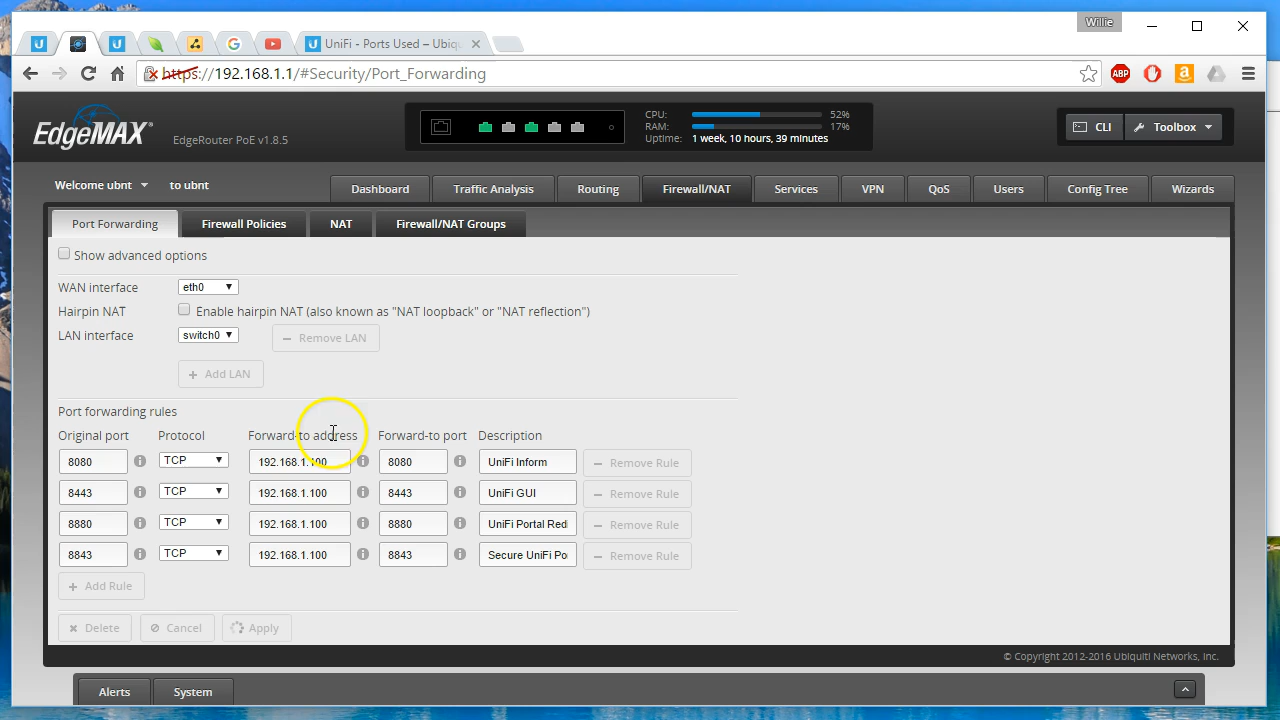 Willie
UniFi - Ports Used – Ubiqu
https://192.168.1.1/#Security/Port_Forwarding
ABP
EdgeMAX® EdgeRouter PoE v1.8.5
CPU: 52%
RAM: 17%
Uptime: 1 week, 10 hours, 39 minutes
CLI Toolbox
Welcome ubnt to ubnt
Dashboard Traffic Analysis Routing Firewall/NAT Services VPN QoS Users Config Tree Wizards
Port Forwarding Firewall Policies NAT Firewall/NAT Groups
Show advanced options
WAN interface eth0
Hairpin NAT Enable hairpin NAT (also known as "NAT loopback" or "NAT reflection")
LAN interface switch0 − Remove LAN
+ Add LAN
Port forwarding rules
Original port Protocol Forward-to address Forward-to port Description
8080 TCP 192.168.1.100 8080 UniFi Inform − Remove Rule
8443 TCP 192.168.1.100 8443 UniFi GUI − Remove Rule
8880 TCP 192.168.1.100 8880 UniFi Portal Redi − Remove Rule
8843 TCP 192.168.1.100 8843 Secure UniFi Po − Remove Rule
+ Add Rule
Delete Cancel Apply
© Copyright 2012-2016 Ubiquiti Networks, Inc.
Alerts System